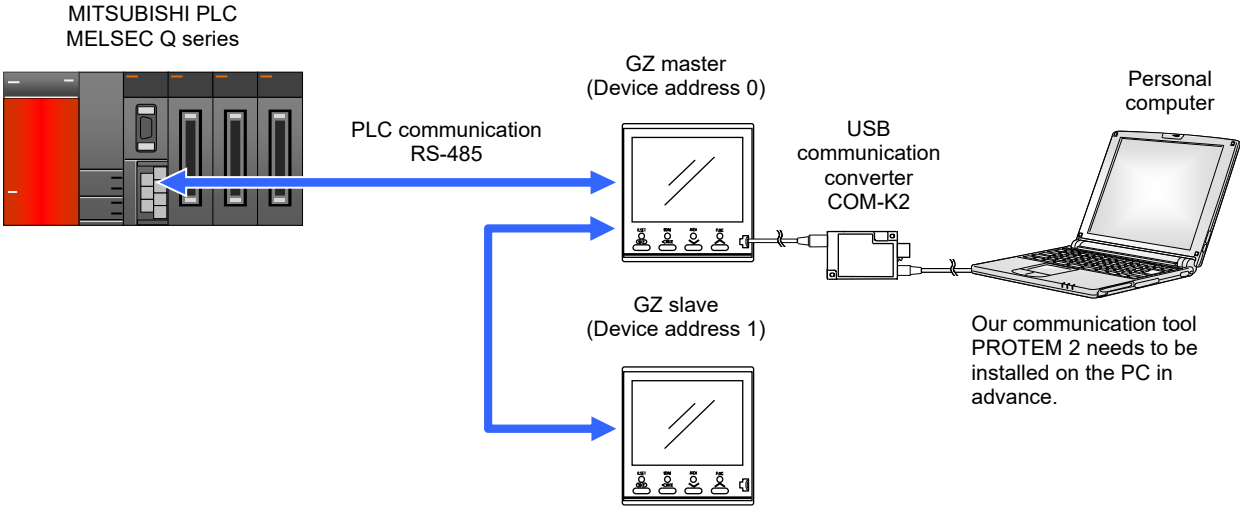 MITSUBISHI PLC
MELSEC Q series
PLC communication
RS-485
GZ master
(Device address 0)
USB
communication
converter
COM-K2
Personal
computer
GZ slave
(Device address 1)
Our communication tool
PROTEM 2 needs to be
installed on the PC in
advance.